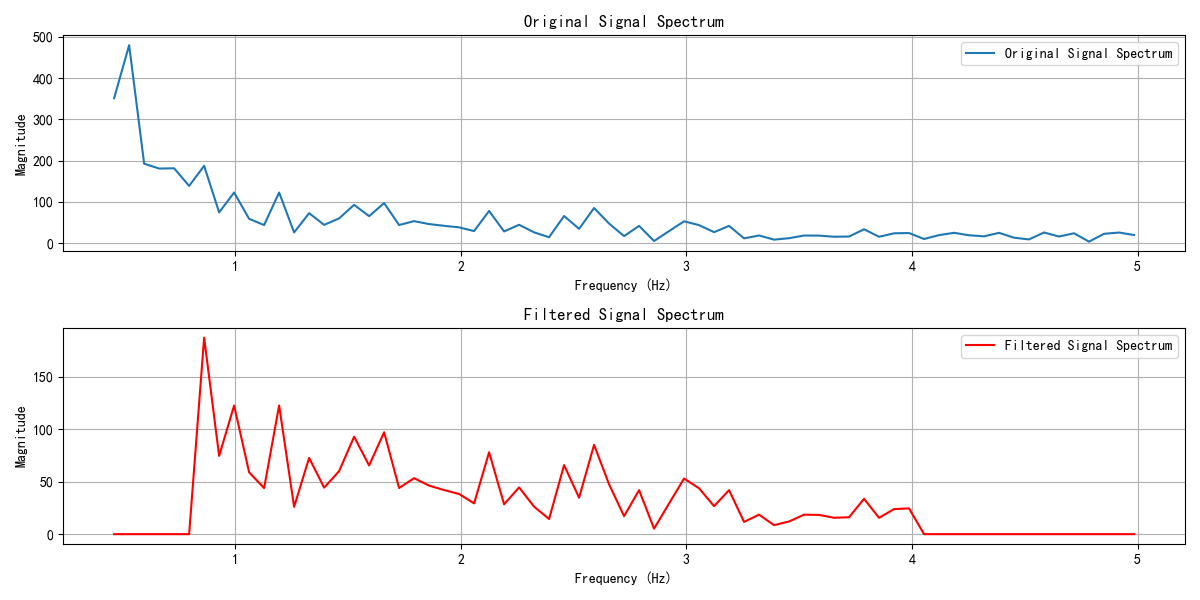 Original Signal Spectrum
500
400
300
200
100
0
Magnitude
Original Signal Spectrum
1
2
3
4
5
Frequency (Hz)
Filtered Signal Spectrum
150
100
50
0
Magnitude
Filtered Signal Spectrum
1
2
3
4
5
Frequency (Hz)